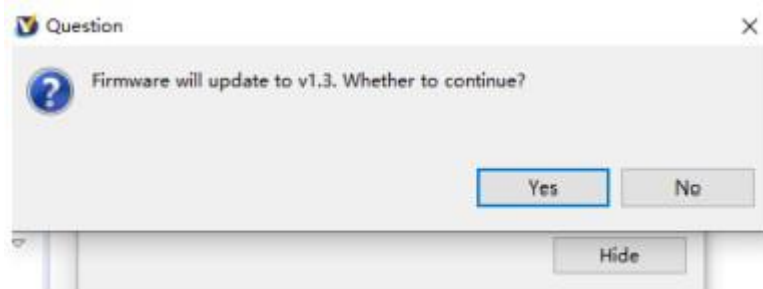 Question
Firmware will update to v1.3. Whether to continue?
Yes
No
Hide